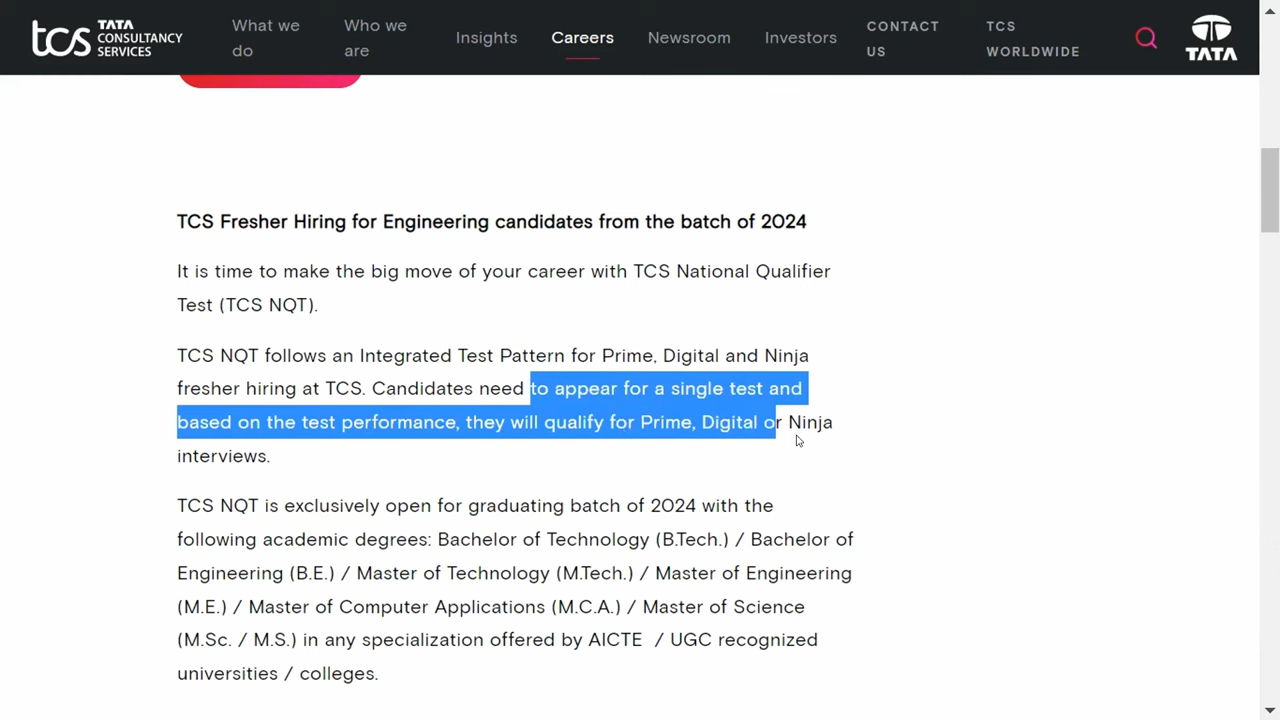 tcs TATA CONSULTANCY SERVICES
What we do
Who we are
Insights
Careers
Newsroom
Investors
CONTACT US
TCS WORLDWIDE
TATA
TCS Fresher Hiring for Engineering candidates from the batch of 2024
It is time to make the big move of your career with TCS National Qualifier
Test (TCS NQT).
TCS NQT follows an Integrated Test Pattern for Prime, Digital and Ninja
fresher hiring at TCS. Candidates need to appear for a single test and
based on the test performance, they will qualify for Prime, Digital or Ninja
interviews.
TCS NQT is exclusively open for graduating batch of 2024 with the
following academic degrees: Bachelor of Technology (B.Tech.) / Bachelor of
Engineering (B.E.) / Master of Technology (M.Tech.) / Master of Engineering
(M.E.) / Master of Computer Applications (M.C.A.) / Master of Science
(M.Sc. / M.S.) in any specialization offered by AICTE / UGC recognized
universities / colleges.